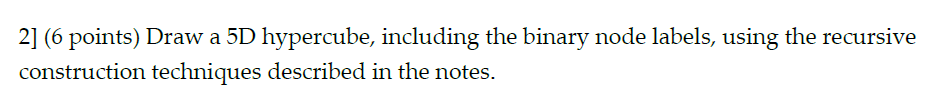 2] (6 points) Draw a 5D hypercube, including the binary node labels, using the recursive
construction techniques described in the notes.